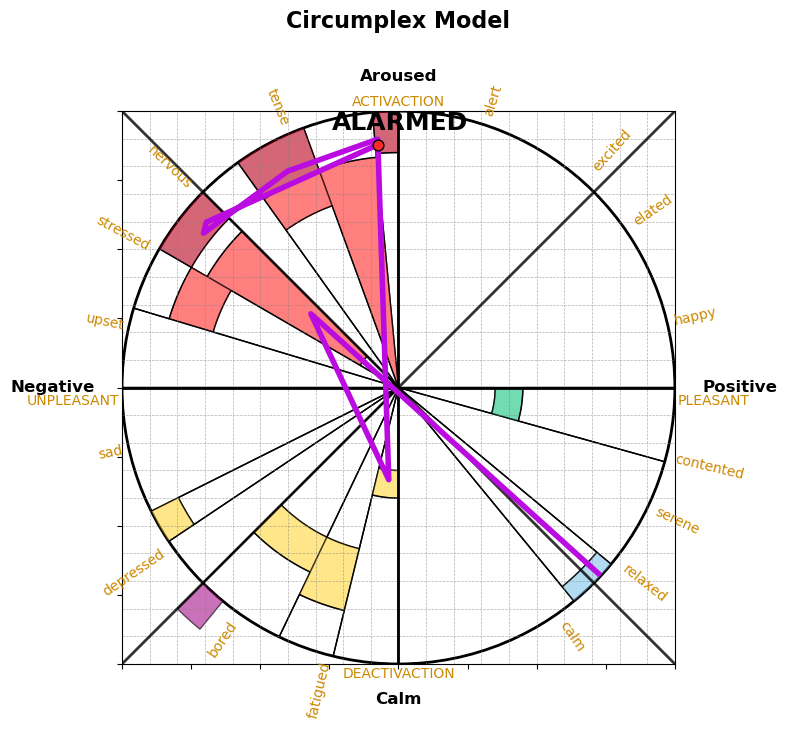 Circumplex Model
Aroused
ACTIVACTION
ALARMED
tense
alert
nervous
excited
stressed
elated
upset
happy
Negative
Positive
UNPLEASANT
PLEASANT
sad
contented
serene
depressed
relaxed
bored
calm
fatigued
DEACTIVACTION
Calm